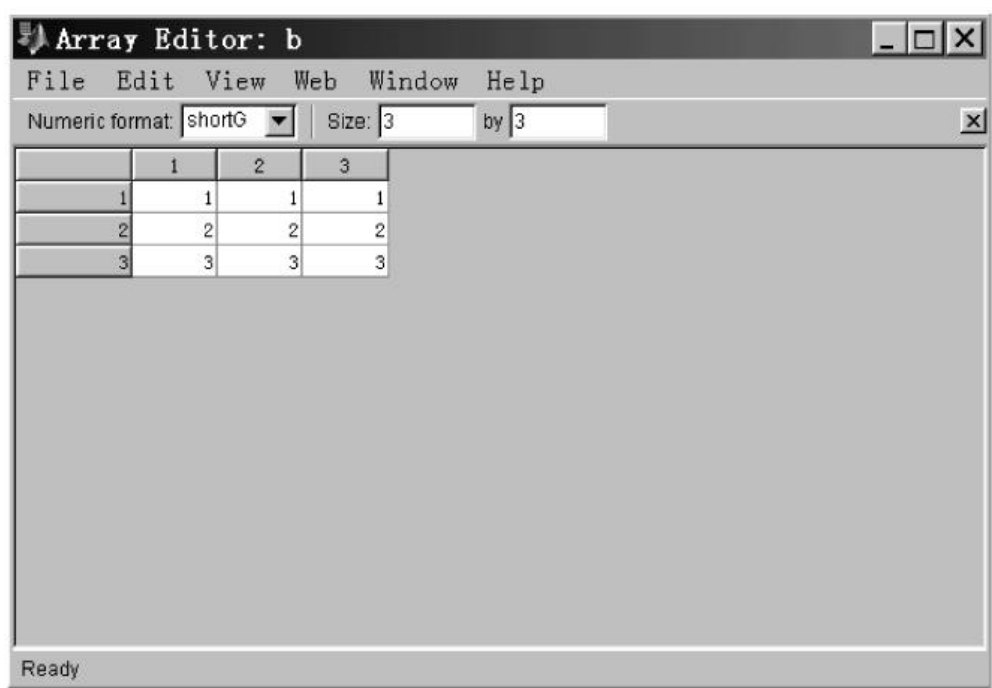 Array Editor: b
File Edit View Web Window Help
Numeric format: shortG Size: 3 by 3
1 2 3
1 1 1 1
2 2 2 2
3 3 3 3
Ready